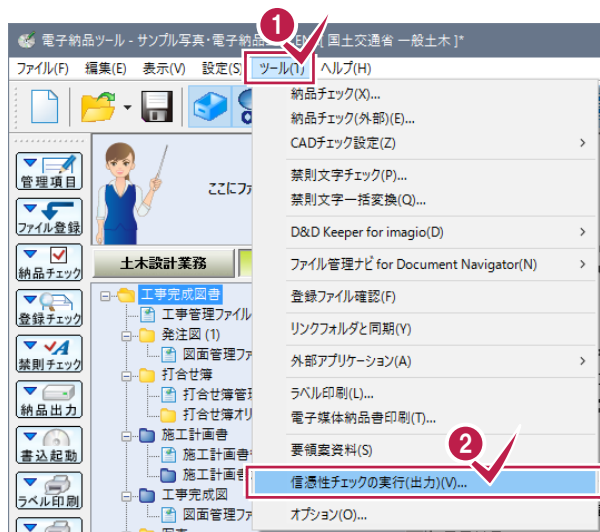 1
電子納品ツール - サンプル写真・電子納品 [ 国土交通省 一般土木 ]*
ファイル(F) 編集(E) 表示(V) 設定(S) ツール(T) ヘルプ(H)
納品チェック(X)...
納品チェック(外部)(E)...
CADチェック設定(Z)
禁則文字チェック(P)...
禁則文字一括変換(Q)...
D&D Keeper for imagio(D)
ファイル管理ナビ for Document Navigator(N)
登録ファイル確認(F)
リンクフォルダと同期(Y)
外部アプリケーション(A)
ラベル印刷(L)...
電子媒体納品書印刷(T)...
要領案資料(S)
2
信憑性チェックの実行(出力)(V)...
オプション(O)...
管理項目
ファイル登録
納品チェック
登録チェック
禁則チェック
納品出力
書込起動
ラベル印刷
ここにファ
土木設計業務
工事完成図書
工事管理ファイル
発注図 (1)
図面管理ファ
打合せ簿
打合せ簿管理
打合せ簿オリ
施工計画書
施工計画書
施工計画書
工事完成図
図面管理ファ
写真